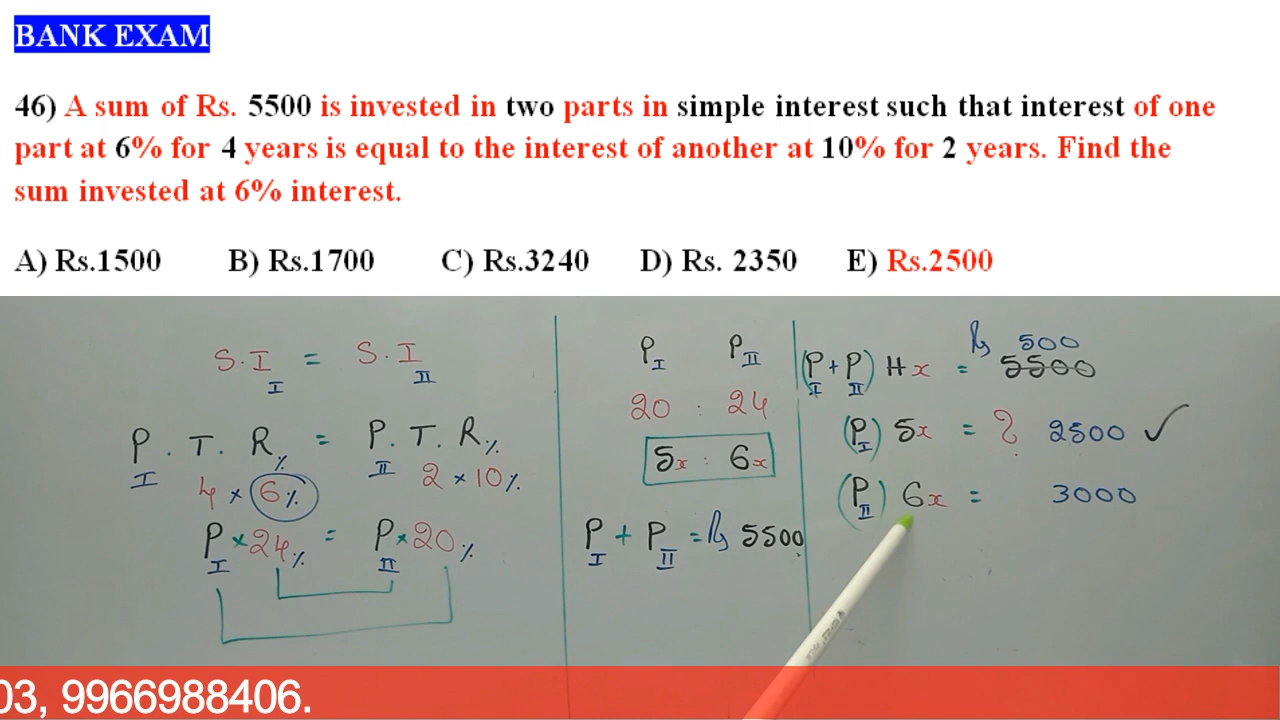 BANK EXAM
46) A sum of Rs. 5500 is invested in two parts in simple interest such that interest of one
part at 6% for 4 years is equal to the interest of another at 10% for 2 years. Find the
sum invested at 6% interest.
A) Rs.1500 B) Rs.1700 C) Rs.3240 D) Rs. 2350 E) Rs.2500
S.I I = S.I II
P I . T. R% = P II . T. R%
4 × 6% 2 × 10%
P I × 24% = P II × 20%
P I P II
20 : 24
5x : 6x
P I + P II = Rs 5500
Rs 500
(P I + P II) 11x = 5500
(P I) 5x = ? 2500 ✓
(P II) 6x = 3000
03, 9966988406.